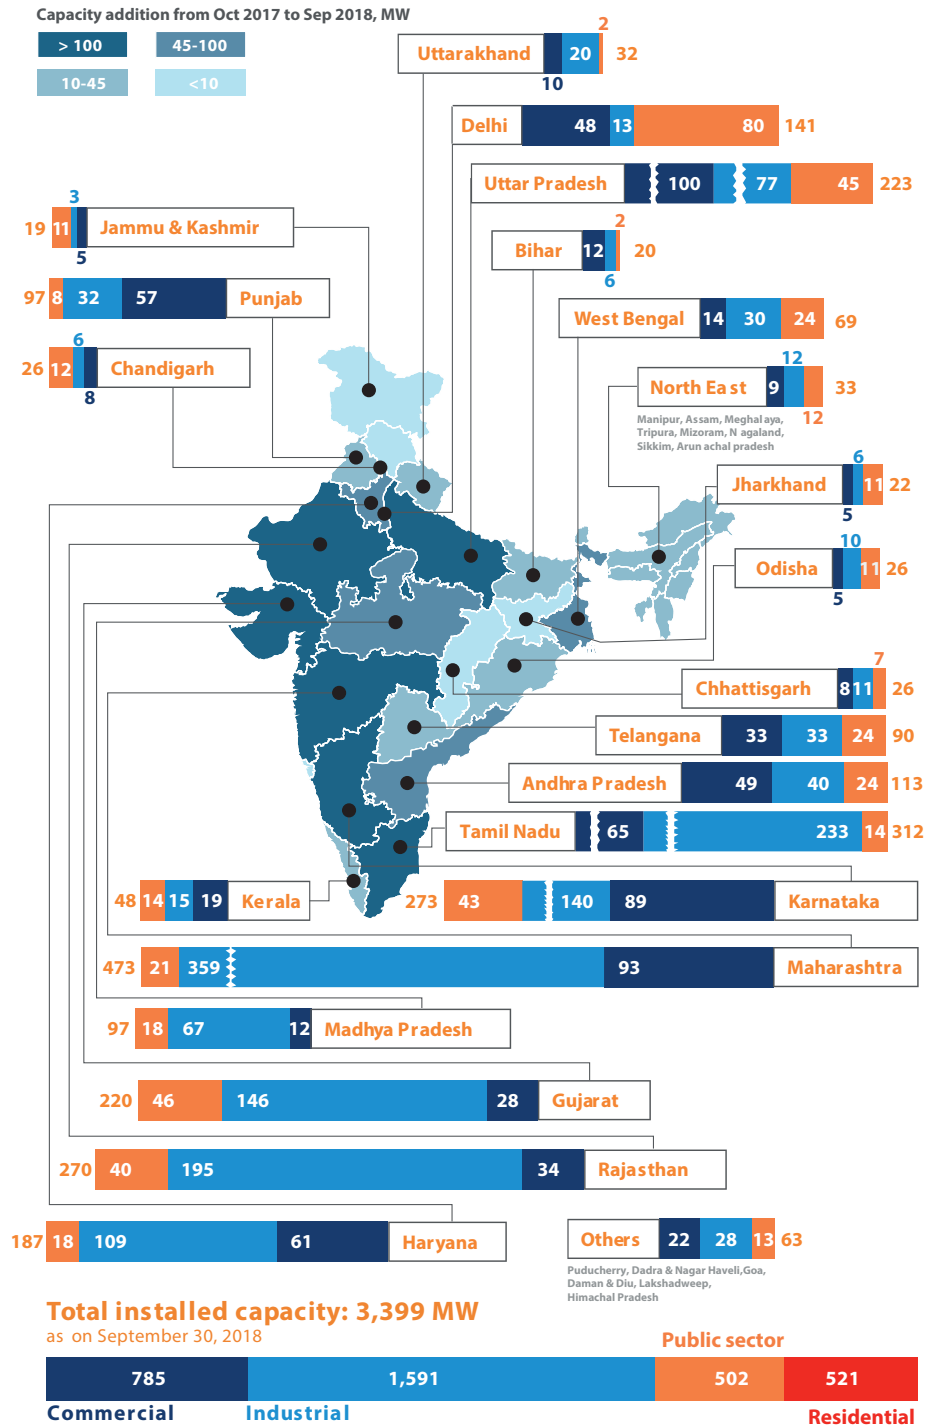 Capacity addition from Oct 2017 to Sep 2018, MW
> 100
45-100
10-45
<10
Uttarakhand
10
20
2
32
Delhi
48
13
80
141
Uttar Pradesh
100
77
45
223
19
11
3
5
Jammu & Kashmir
Bihar
12
6
2
20
97
8
32
57
Punjab
West Bengal
14
30
24
69
26
12
6
8
Chandigarh
North East
9
12
12
33
Manipur, Assam, Meghalaya,
Tripura, Mizoram, N agaland,
Sikkim, Arun achal pradesh
Jharkhand
5
6
11
22
Odisha
5
10
11
26
Chhattisgarh
8
11
7
26
Telangana
33
33
24
90
Andhra Pradesh
49
40
24
113
Tamil Nadu
65
233
14
312
48
14
15
19
Kerala
273
43
140
89
Karnataka
473
21
359
93
Maharashtra
97
18
67
12
Madhya Pradesh
220
46
146
28
Gujarat
270
40
195
34
Rajasthan
187
18
109
61
Haryana
Others
22
28
13
63
Puducherry, Dadra & Nagar Haveli,Goa,
Daman & Diu, Lakshadweep,
Himachal Pradesh
Total installed capacity: 3,399 MW
as on September 30, 2018
Public sector
785
1,591
502
521
Commercial
Industrial
Residential